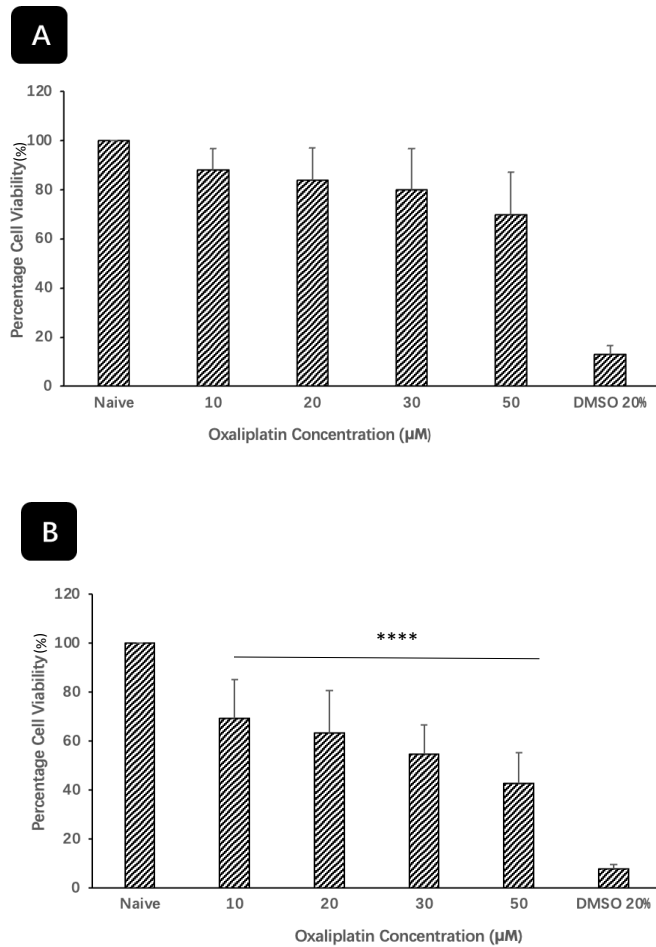 A
Percentage Cell Viability(%)
120
100
80
60
40
20
0
Naive 10 20 30 50 DMSO 20%
Oxaliplatin Concentration (μM)
B
Percentage Cell Viability(%)
120
100
80
60
40
20
0
****
Naive 10 20 30 50 DMSO 20%
Oxaliplatin Concentration (μM)